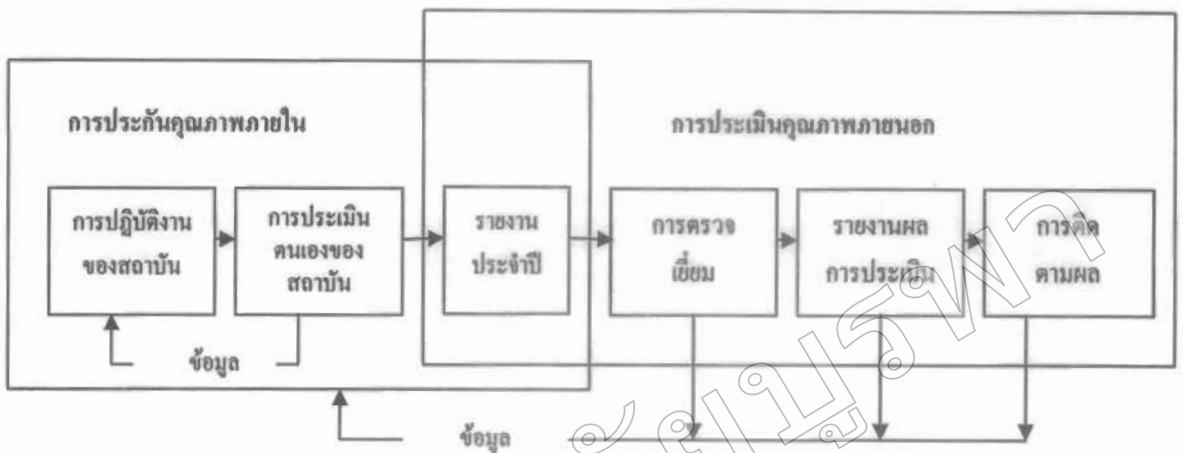 การประกันคุณภาพภายใน
การประเมินคุณภาพภายนอก
การปฏิบัติงาน
ของสถาบัน
การประเมิน
ตนเองของ
สถาบัน
รายงาน
ประจำปี
การตรวจ
เยี่ยม
รายงานผล
การประเมิน
การติด
ตามผล
ข้อมูล
ข้อมูล